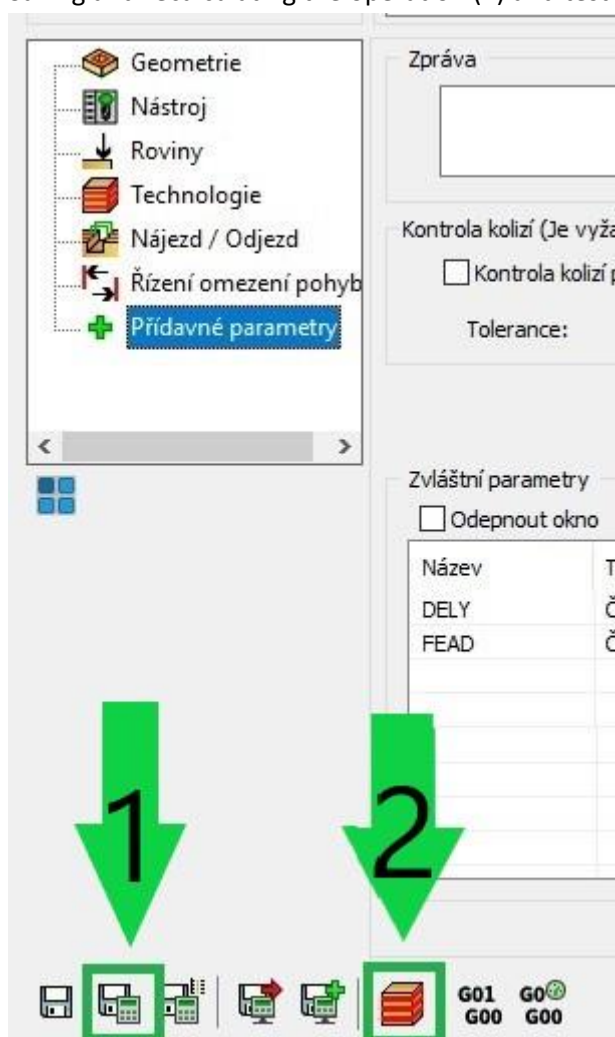 Geometrie
Nástroj
Roviny
Technologie
Nájezd / Odjezd
Řízení omezení pohyb
Přídavné parametry
Zpráva
Kontrola kolizí (Je vyža
Kontrola kolizí p
Tolerance:
Zvláštní parametry
Odepnout okno
Název T
DELY Č
FEAD Č
1
2
G01 G0
G00 G00